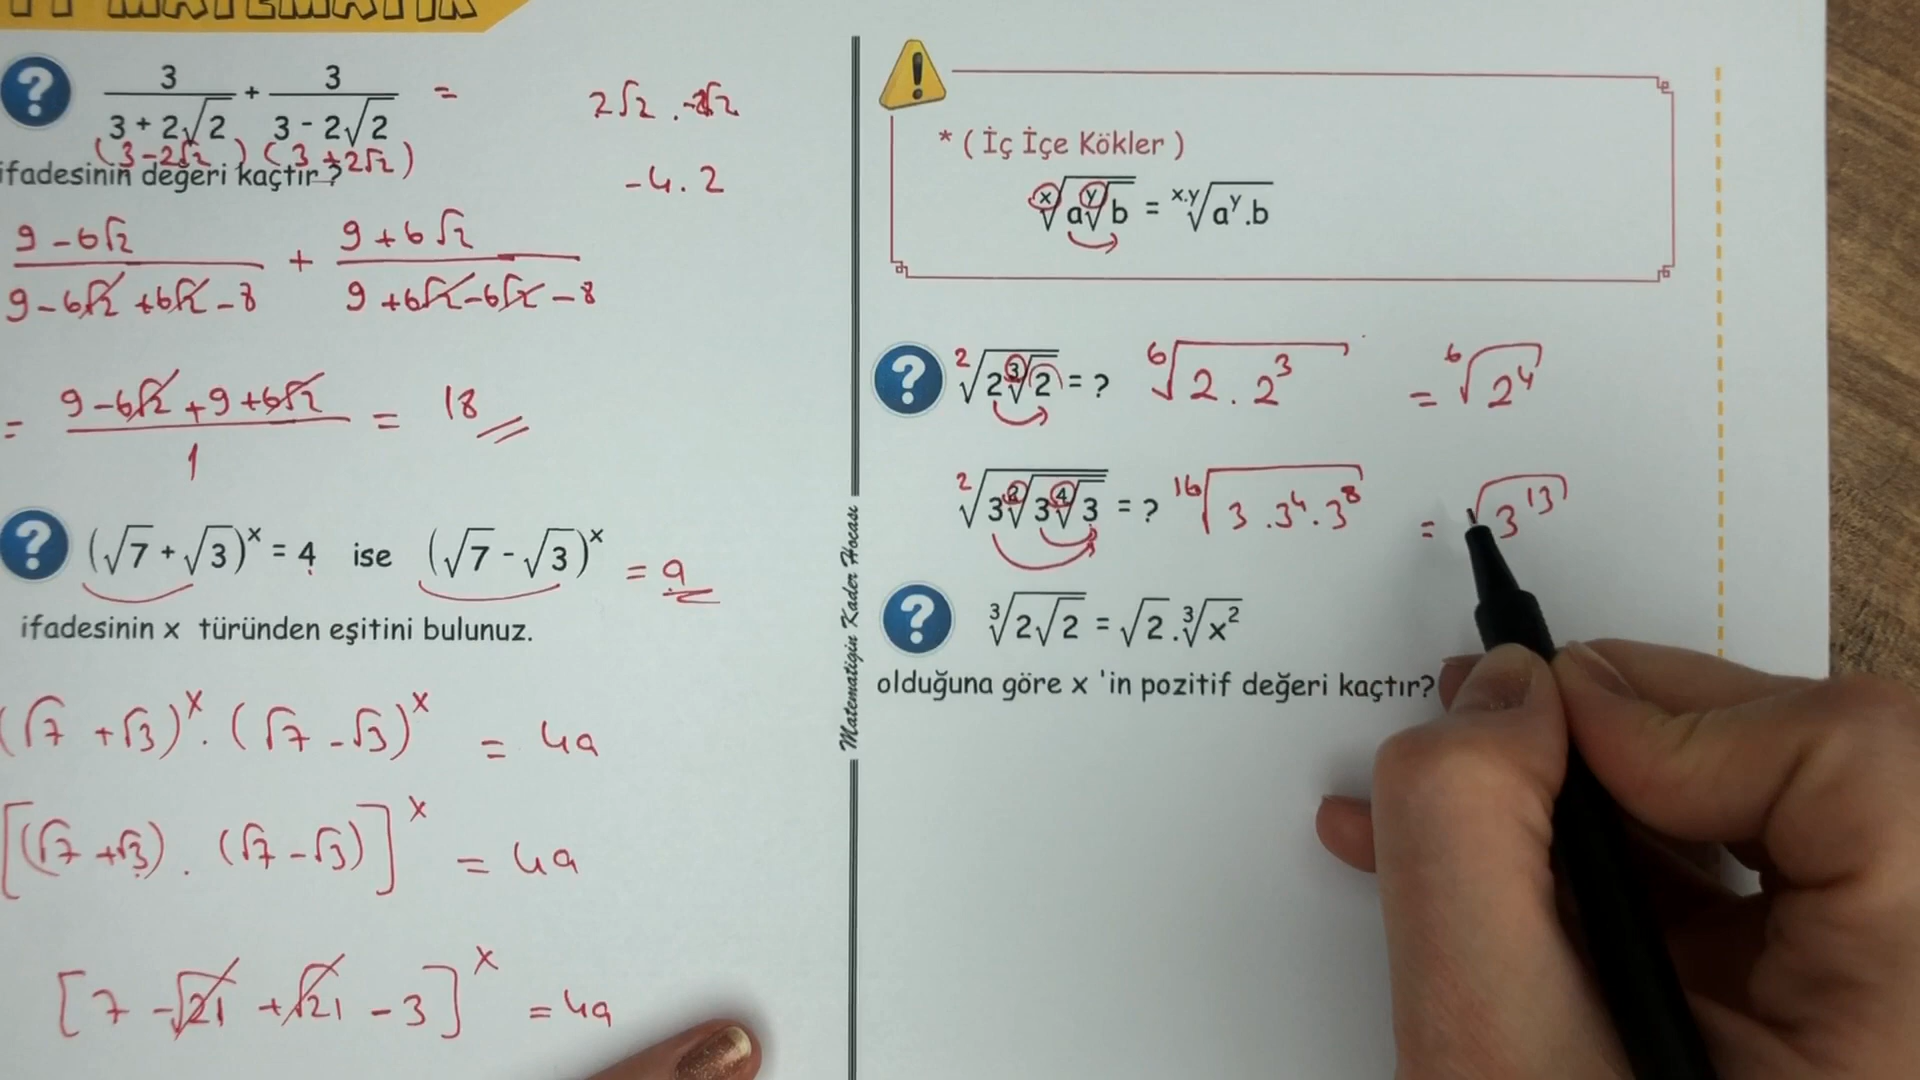 MATEMATİK
3/(3 + 2√2) + 3/(3 - 2√2) =
(3-2√2) (3+2√2)
ifadesinin değeri kaçtır ?
2√2 . -2√2
-4.2
(9-6√2)/(9-6√2+6√2-8) + (9+6√2)/(9+6√2-6√2-8)
= (9-6√2+9+6√2)/1 = 18
(√7 + √3)^x = 4 ise (√7 - √3)^x = a
ifadesinin x türünden eşitini bulunuz.
(√7 + √3)^x . (√7 - √3)^x = 4a
[(√7 + √3) . (√7 - √3)]^x = 4a
[7 - √21 + √21 - 3]^x = 4a
Matematiğin Kader Hocası
!
* ( İç İçe Kökler )
ˣ√(a ʸ√b) = ˣ·ʸ√(a^y.b)
?
²√(2 ³√2) = ? ⁶√(2.2³) = ⁶√(2⁴)
?
²√(3 ²√(3 ⁴√3)) = ? ¹⁶√(3.3⁴.3⁸) = √(3¹³)
?
³√(2√2) = √2 . ³√(x²)
olduğuna göre x 'in pozitif değeri kaçtır?